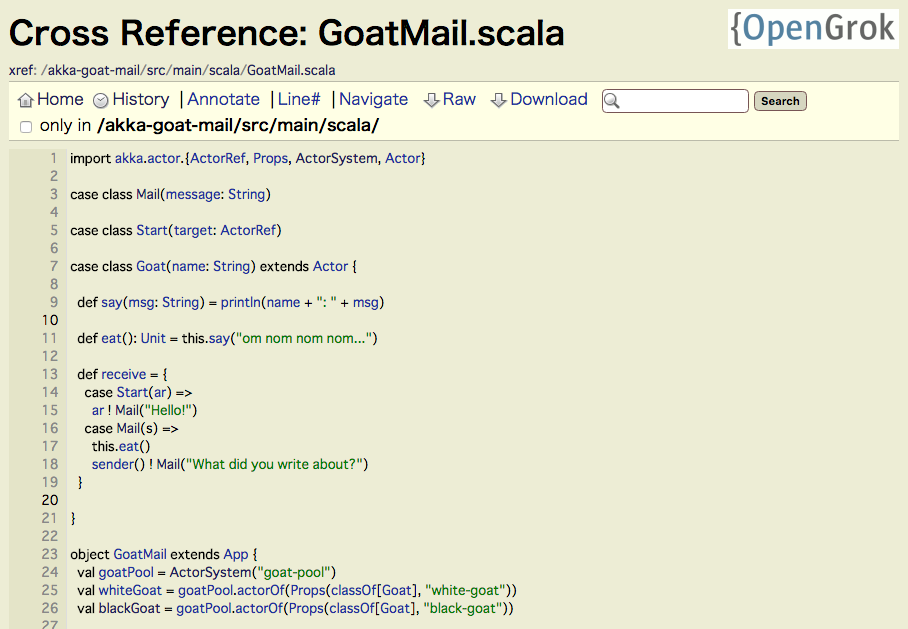 Cross Reference: GoatMail.scala
{OpenGrok
xref: /akka-goat-mail/src/main/scala/GoatMail.scala
Home History | Annotate | Line# | Navigate Raw Download Search
only in /akka-goat-mail/src/main/scala/
1 import akka.actor.{ActorRef, Props, ActorSystem, Actor}
2
3 case class Mail(message: String)
4
5 case class Start(target: ActorRef)
6
7 case class Goat(name: String) extends Actor {
8
9 def say(msg: String) = println(name + ": " + msg)
10
11 def eat(): Unit = this.say("om nom nom nom...")
12
13 def receive = {
14 case Start(ar) =>
15 ar ! Mail("Hello!")
16 case Mail(s) =>
17 this.eat()
18 sender() ! Mail("What did you write about?")
19 }
20
21 }
22
23 object GoatMail extends App {
24 val goatPool = ActorSystem("goat-pool")
25 val whiteGoat = goatPool.actorOf(Props(classOf[Goat], "white-goat"))
26 val blackGoat = goatPool.actorOf(Props(classOf[Goat], "black-goat"))
27